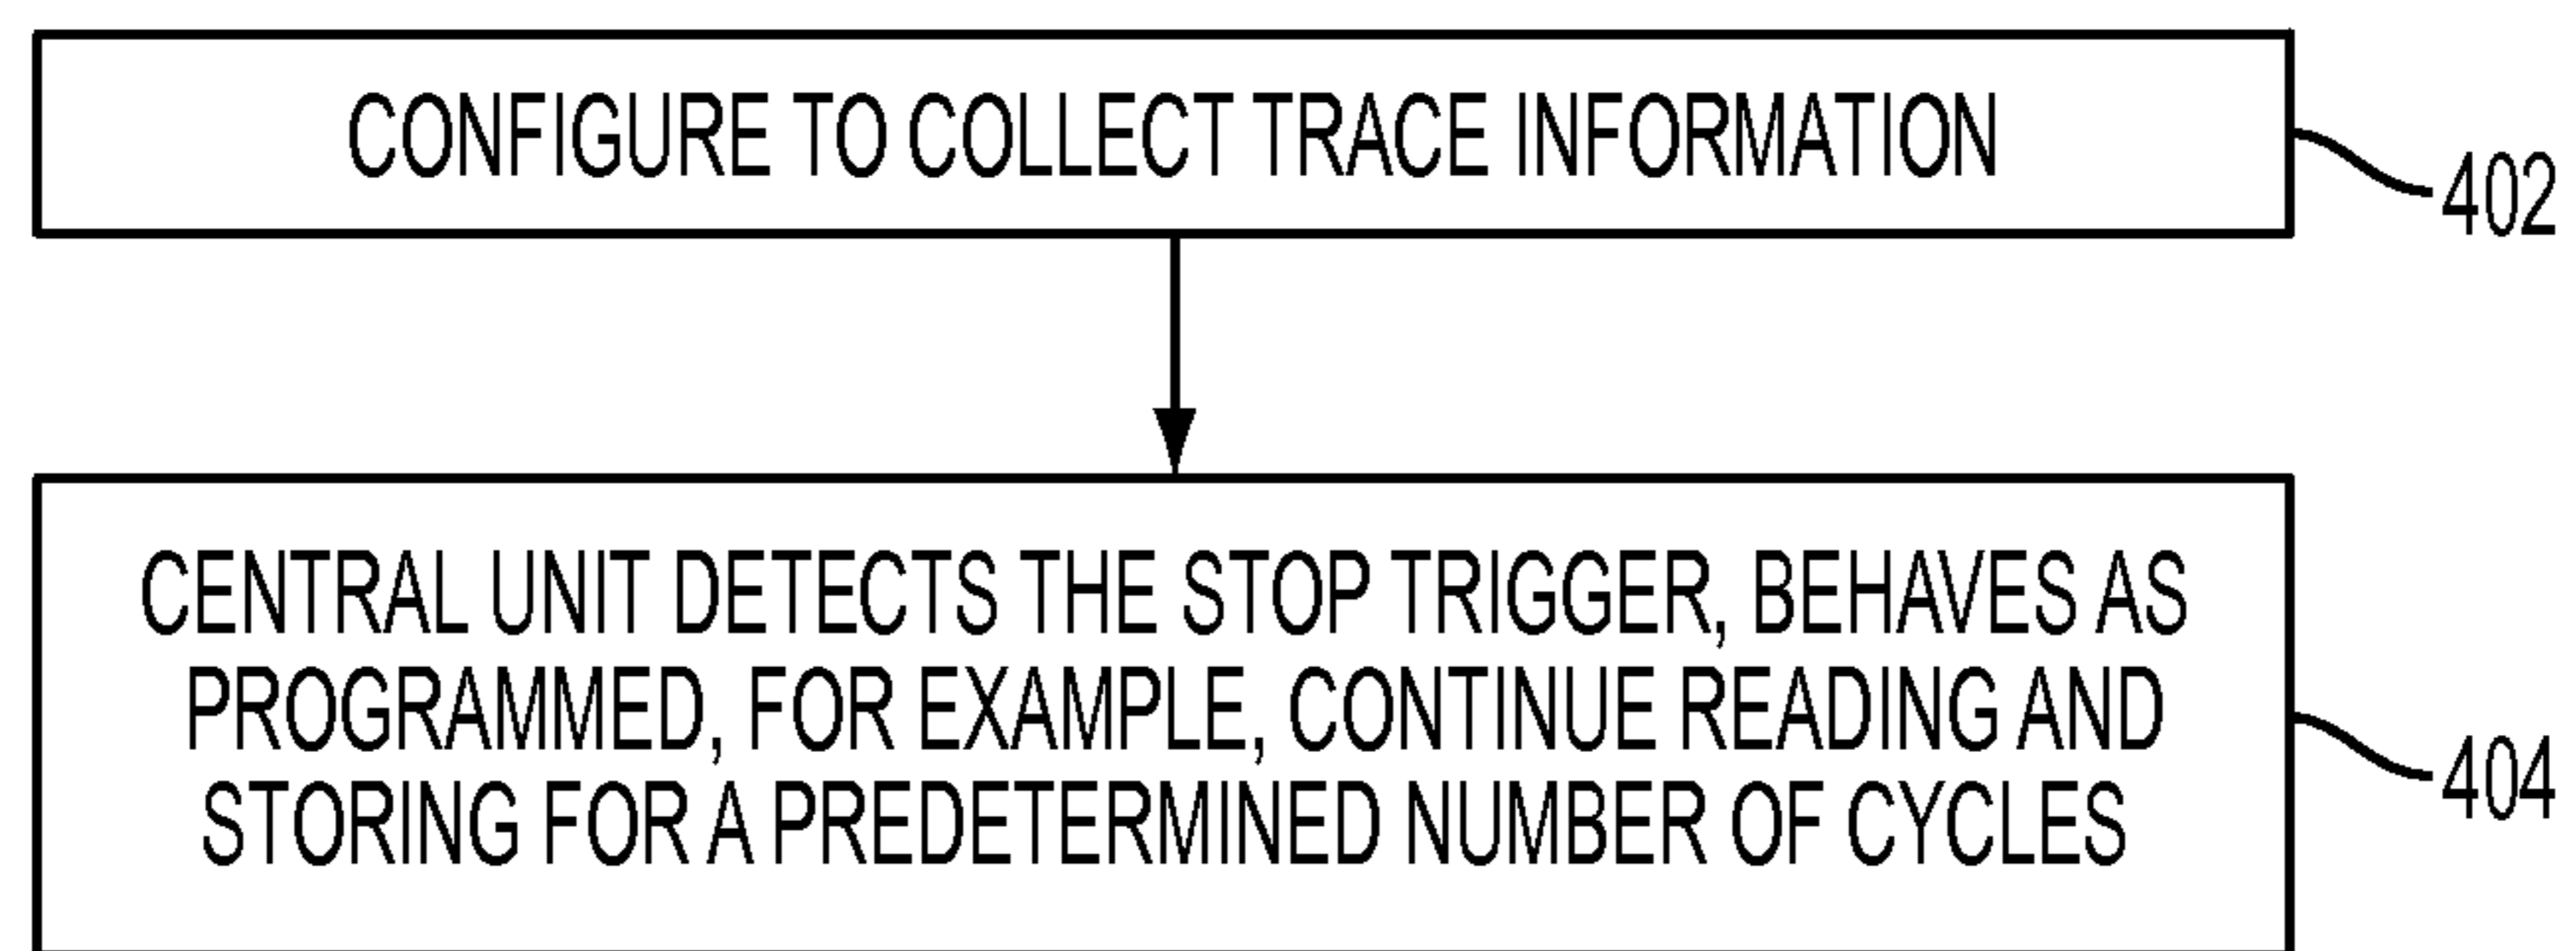 CONFIGURE TO COLLECT TRACE INFORMATION
402
CENTRAL UNIT DETECTS THE STOP TRIGGER, BEHAVES AS
PROGRAMMED, FOR EXAMPLE, CONTINUE READING AND
STORING FOR A PREDETERMINED NUMBER OF CYCLES
404